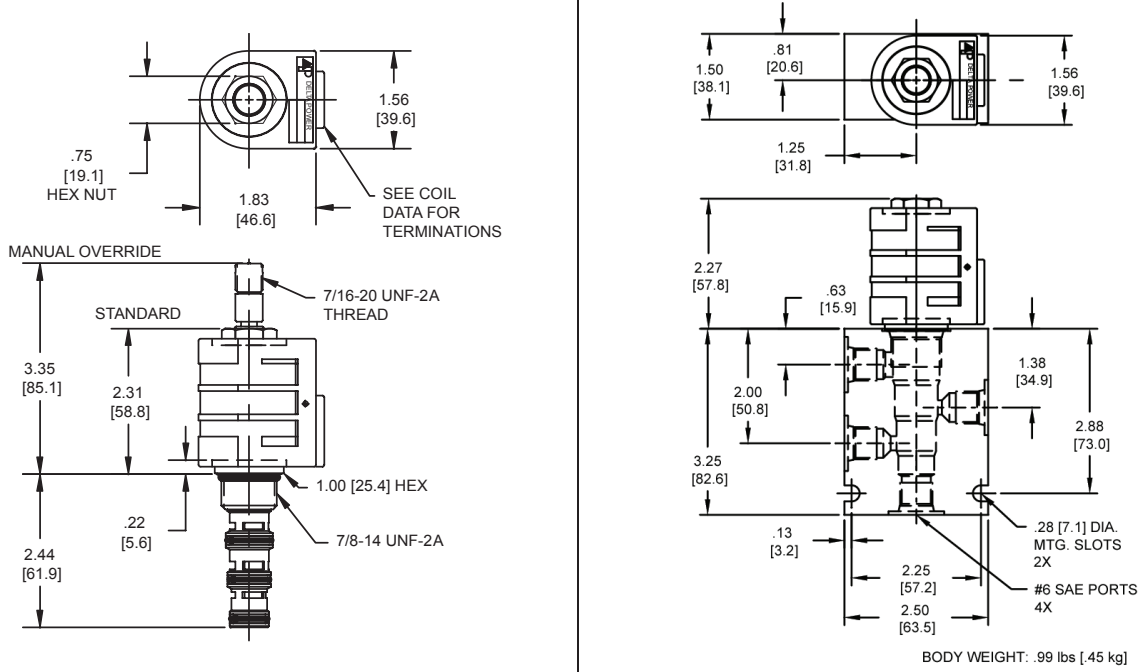 DELTA POWER
1.56
[39.6]
.75
[19.1]
HEX NUT
1.83
[46.6]
SEE COIL
DATA FOR
TERMINATIONS
MANUAL OVERRIDE
7/16-20 UNF-2A
THREAD
STANDARD
3.35
[85.1]
2.31
[58.8]
1.00 [25.4] HEX
.22
[5.6]
7/8-14 UNF-2A
2.44
[61.9]
DELTA POWER
.81
[20.6]
1.50
[38.1]
1.56
[39.6]
1.25
[31.8]
2.27
[57.8]
.63
[15.9]
1.38
[34.9]
2.00
[50.8]
2.88
[73.0]
3.25
[82.6]
.13
[3.2]
.28 [7.1] DIA.
MTG. SLOTS
2X
2.25
[57.2]
#6 SAE PORTS
4X
2.50
[63.5]
BODY WEIGHT: .99 lbs [.45 kg]